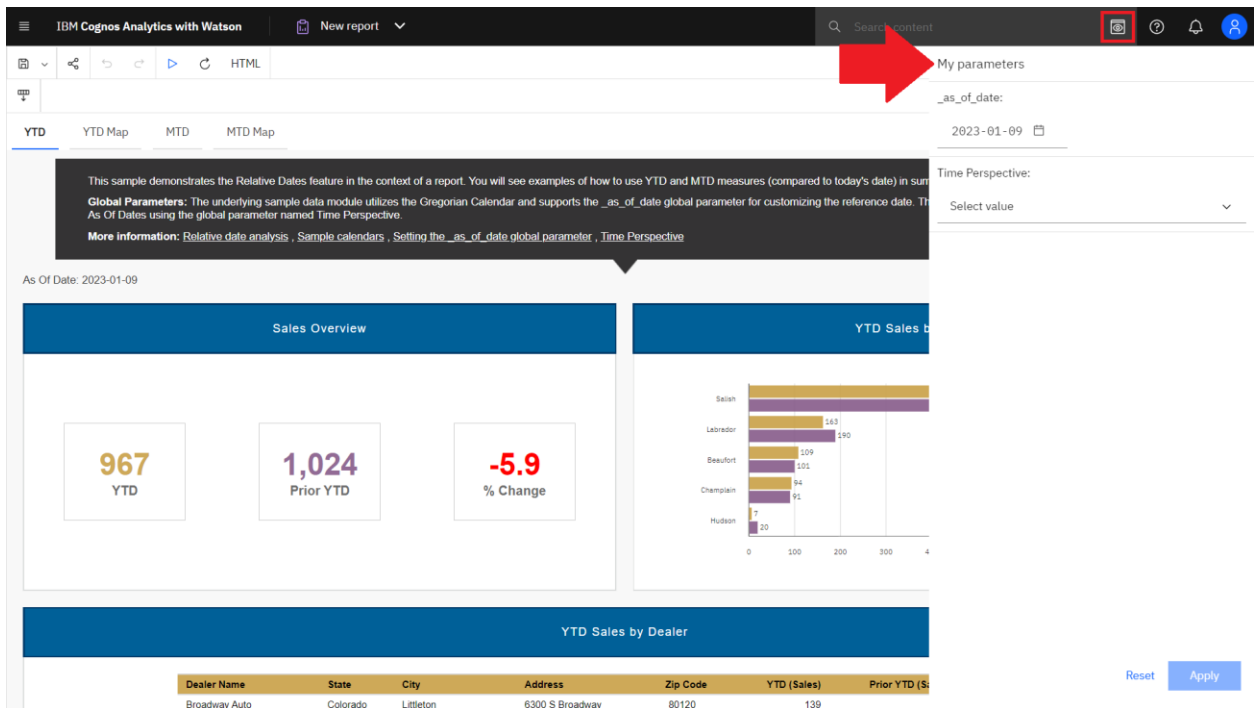 IBM Cognos Analytics with Watson
New report
Search content
HTML
My parameters
_as_of_date:
2023-01-09
Time Perspective:
Select value
Reset
Apply
YTD
YTD Map
MTD
MTD Map
This sample demonstrates the Relative Dates feature in the context of a report. You will see examples of how to use YTD and MTD measures (compared to today's date) in sum
Global Parameters: The underlying sample data module utilizes the Gregorian Calendar and supports the _as_of_date global parameter for customizing the reference date. Th
As Of Dates using the global parameter named Time Perspective.
More information: Relative date analysis , Sample calendars , Setting the _as_of_date global parameter , Time Perspective
As Of Date: 2023-01-09
Sales Overview
967
YTD
1,024
Prior YTD
-5.9
% Change
YTD Sales b
Salish
Labrador
163
190
Beaufort
109
101
Champlain
94
91
Hudson
7
20
0 100 200 300 4
YTD Sales by Dealer
Dealer Name State City Address Zip Code YTD (Sales) Prior YTD (Sa
Broadway Auto Colorado Littleton 6300 S Broadway 80120 139